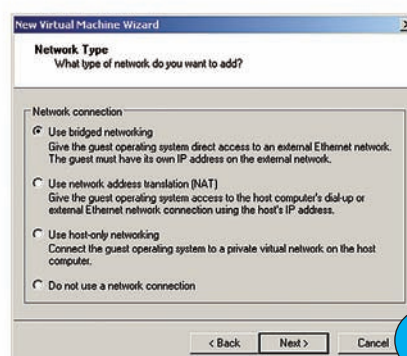 New Virtual Machine Wizard
Network Type
What type of network do you want to add?
Network connection
Use bridged networking
Give the guest operating system direct access to an external Ethernet network.
The guest must have its own IP address on the external network.
Use network address translation (NAT)
Give the guest operating system access to the host computer's dial-up or
external Ethernet network connection using the host's IP address.
Use host-only networking
Connect the guest operating system to a private virtual network on the host
computer.
Do not use a network connection
< Back Next > Cancel